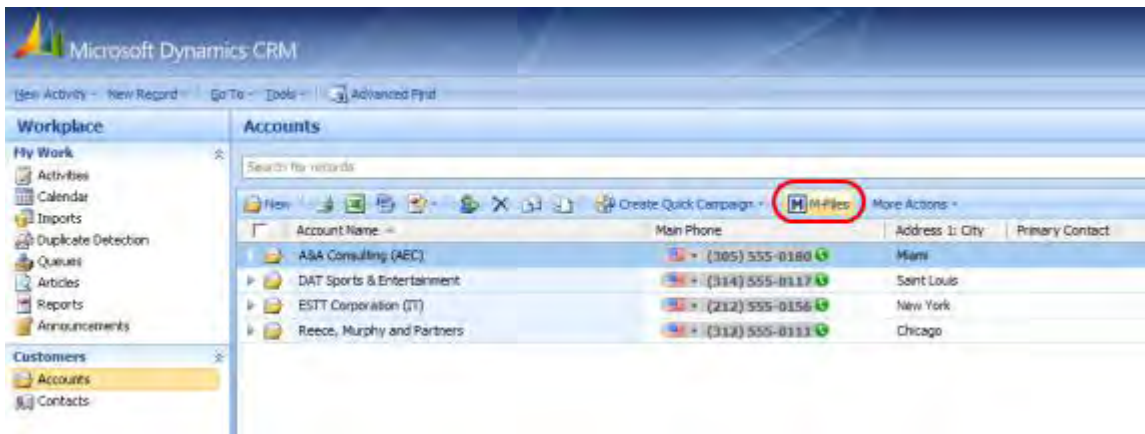 Microsoft Dynamics CRM
New Activity New Record Go To Tools Advanced Find
Workplace
Accounts
My Work
Search for records
Activities
Calendar
New Create Quick Campaign M-Files More Actions
Imports
Account Name Main Phone Address 1: City Primary Contact
Duplicate Detection
A&A Consulting (AEC) (305) 555-0180 Miami
Queues
Articles
DAT Sports & Entertainment (314) 555-0117 Saint Louis
Reports
ESTT Corporation (IT) (212) 555-0156 New York
Announcements
Reece, Murphy and Partners (312) 555-0111 Chicago
Customers
Accounts
Contacts